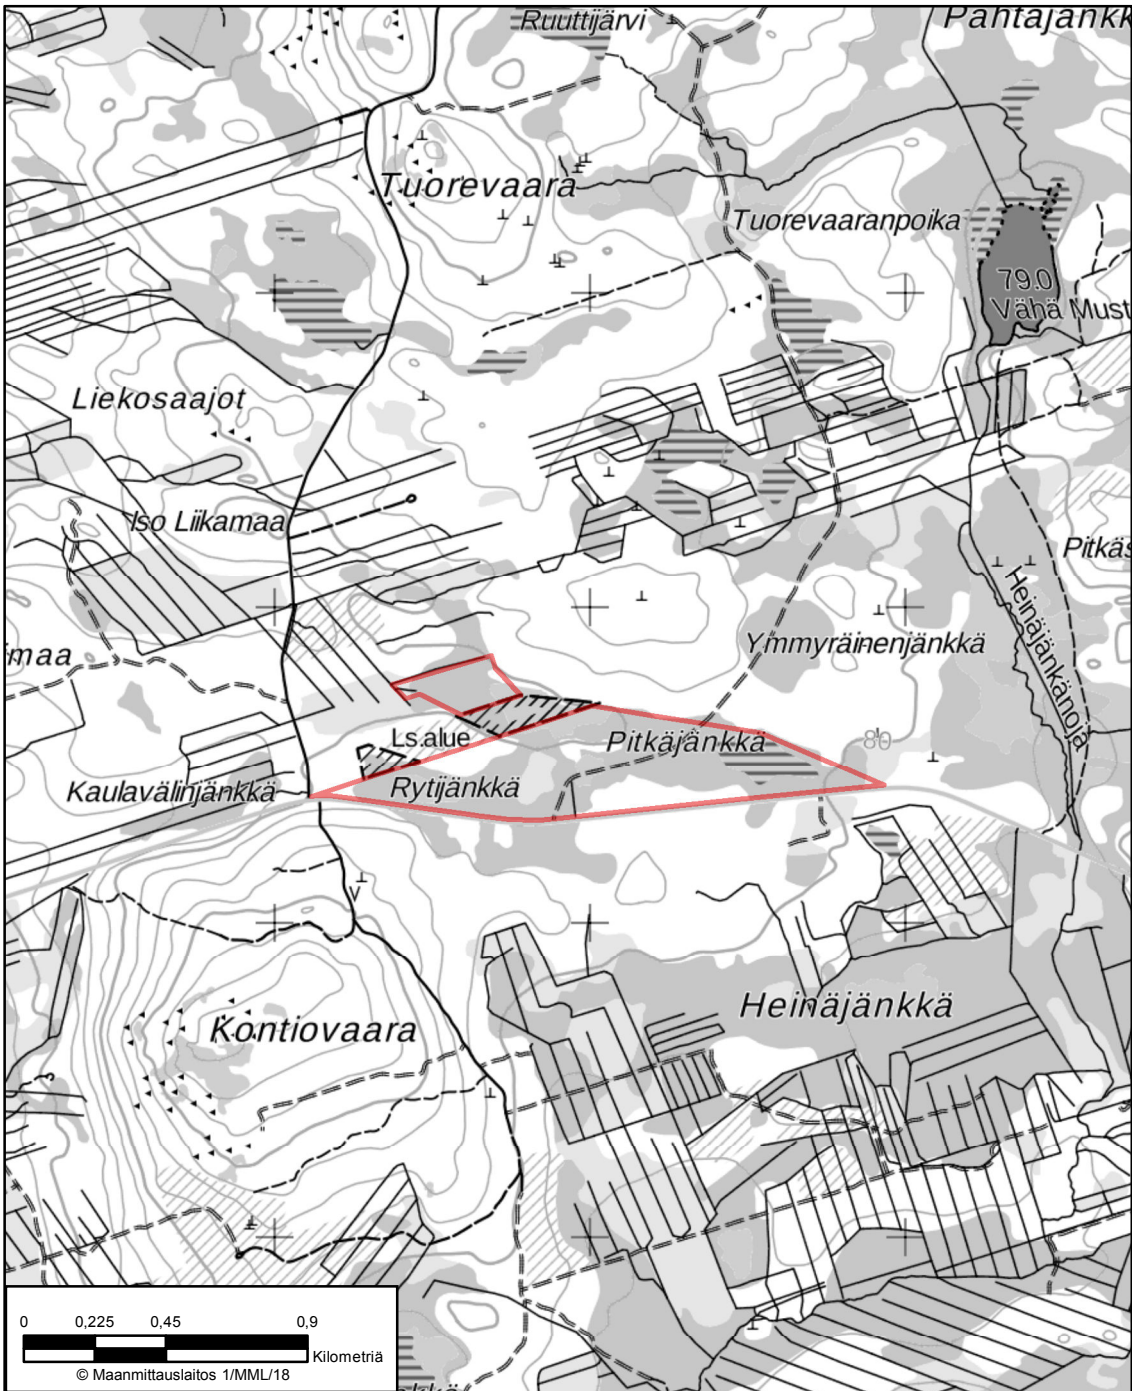 Ruuttijärvi
Pahtajänkk
Tuorevaara
Tuorevaaranpoika
79.0
Vähä Must
Liekosaajot
Iso Liikamaa
Pitkäs
Heinäjänkänoja
Ymmyräinenjänkkä
maa
Ls.alue
Pitkäjänkkä
80
Kaulavälinjänkkä
Rytijänkkä
V
Heinäjänkkä
Kontiovaara
0 0,225 0,45 0,9
Kilometriä
© Maanmittauslaitos 1/MML/18